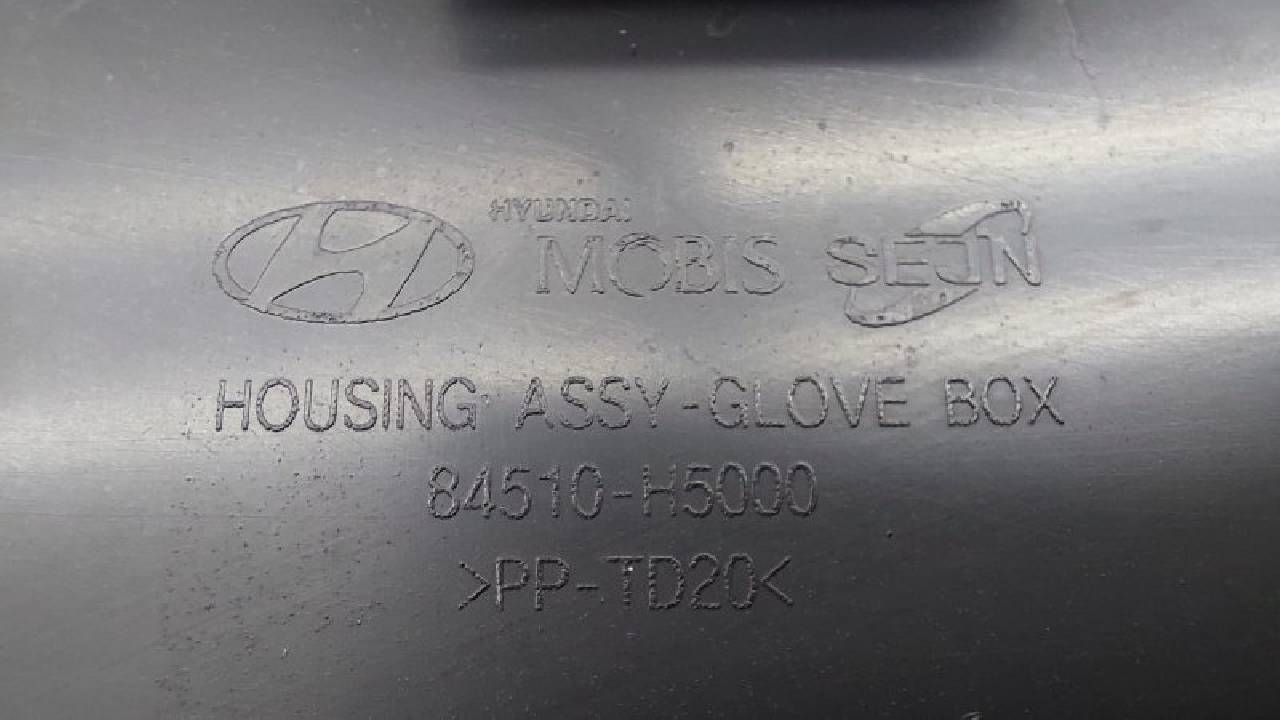 HYUNDAI
MOBIS SEJIN
HOUSING ASSY-GLOVE BOX
84510-H5000
>PP-TD20<